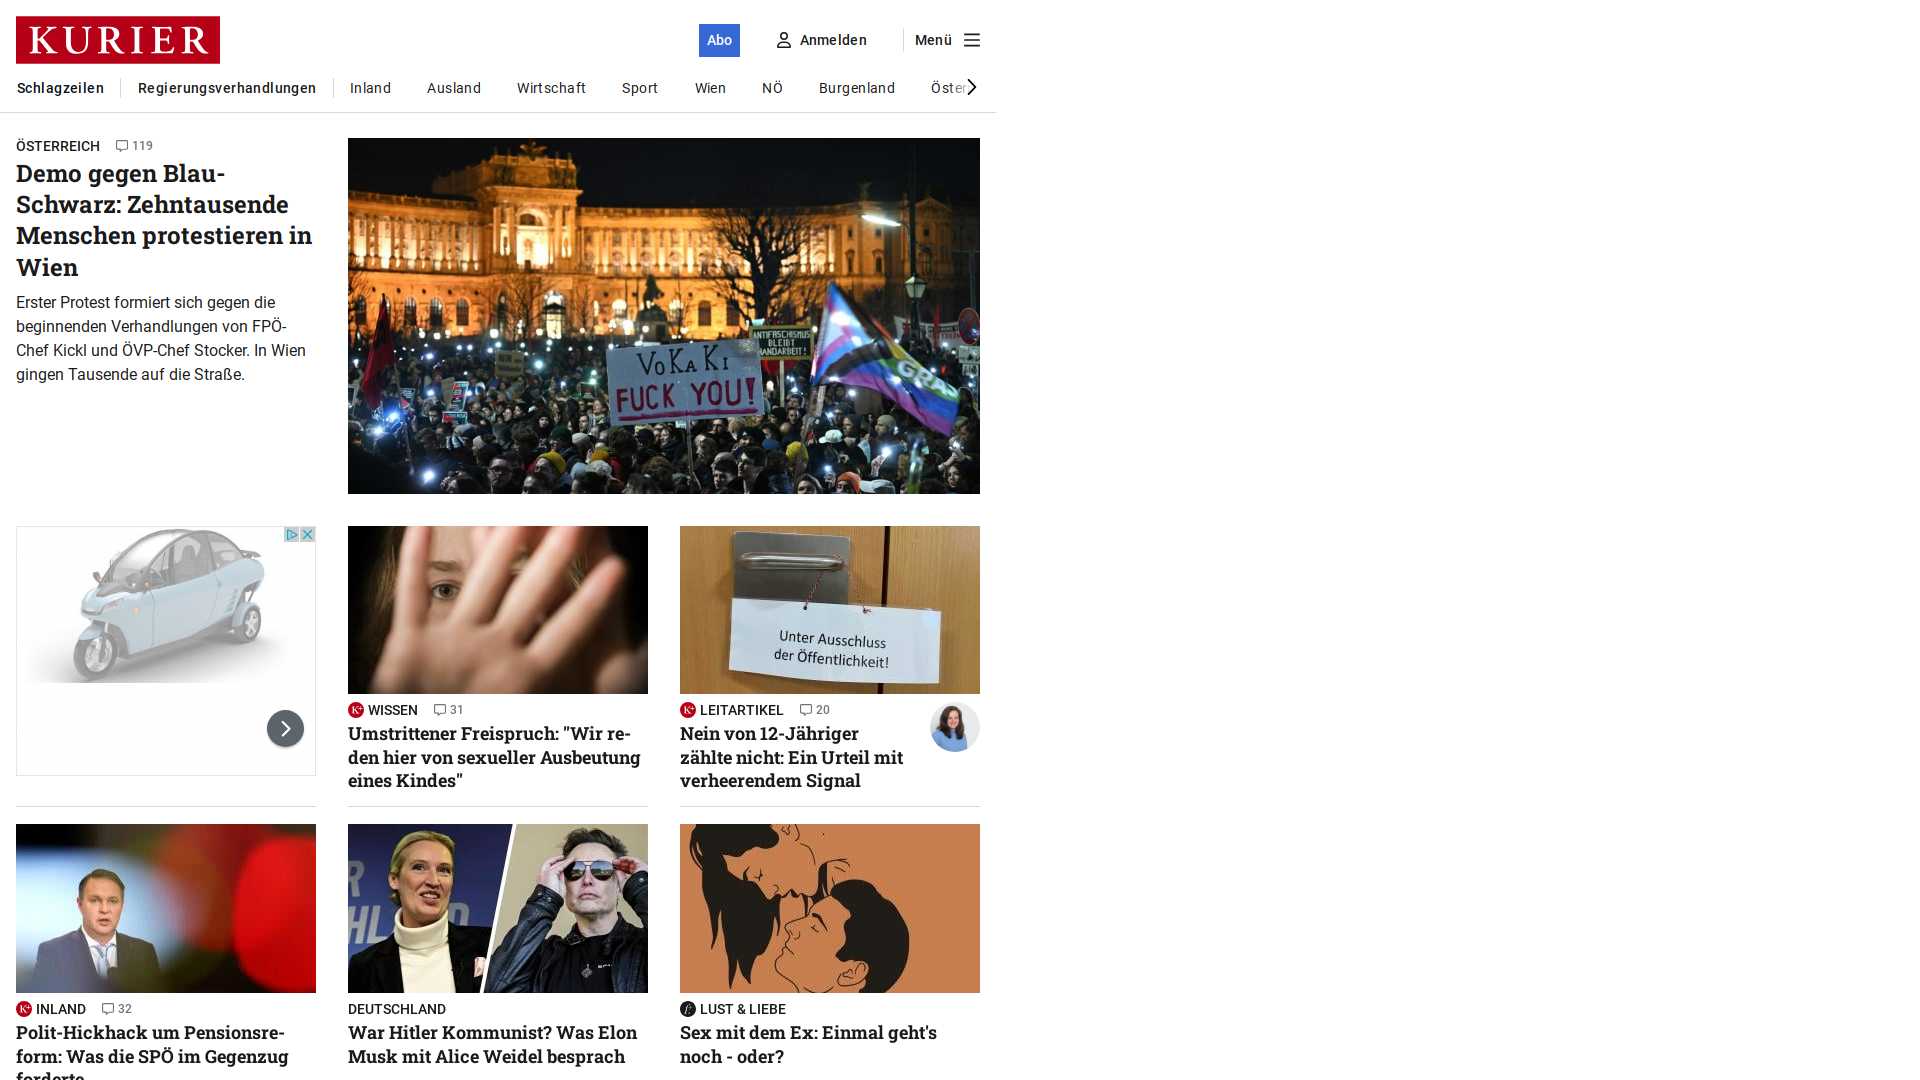 KURIER
Abo
Anmelden
Menü
Schlagzeilen
Regierungsverhandlungen
Inland
Ausland
Wirtschaft
Sport
Wien
NÖ
Burgenland
Öster
ÖSTERREICH 119
Demo gegen Blau-
Schwarz: Zehntausende
Menschen protestieren in
Wien
Erster Protest formiert sich gegen die
beginnenden Verhandlungen von FPÖ-
Chef Kickl und ÖVP-Chef Stocker. In Wien
gingen Tausende auf die Straße.
ANTIFASCHISMUS
BLEIBT
HANDARBEIT!
VOKAKI
FUCK YOU!
GRAS
WISSEN 31
Umstrittener Freispruch: "Wir re-
den hier von sexueller Ausbeutung
eines Kindes"
Unter Ausschluss
der Öffentlichkeit!
LEITARTIKEL 20
Nein von 12-Jähriger
zählte nicht: Ein Urteil mit
verheerendem Signal
INLAND 32
Polit-Hickhack um Pensionsre-
form: Was die SPÖ im Gegenzug
forderte
DEUTSCHLAND
War Hitler Kommunist? Was Elon
Musk mit Alice Weidel besprach
LUST & LIEBE
Sex mit dem Ex: Einmal geht's
noch - oder?